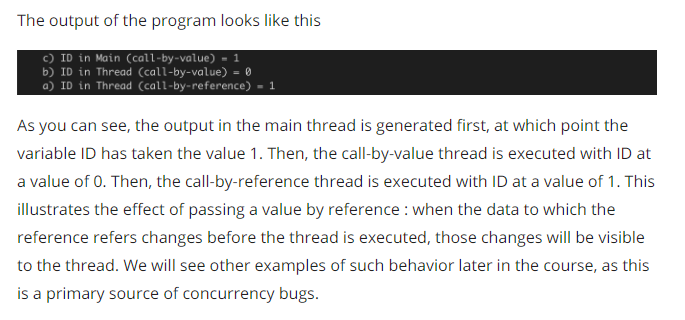 The output of the program looks like this
c) ID in Main (call-by-value) = 1
b) ID in Thread (call-by-value) = 0
a) ID in Thread (call-by-reference) = 1
As you can see, the output in the main thread is generated first, at which point the
variable ID has taken the value 1. Then, the call-by-value thread is executed with ID at
a value of 0. Then, the call-by-reference thread is executed with ID at a value of 1. This
illustrates the effect of passing a value by reference : when the data to which the
reference refers changes before the thread is executed, those changes will be visible
to the thread. We will see other examples of such behavior later in the course, as this
is a primary source of concurrency bugs.